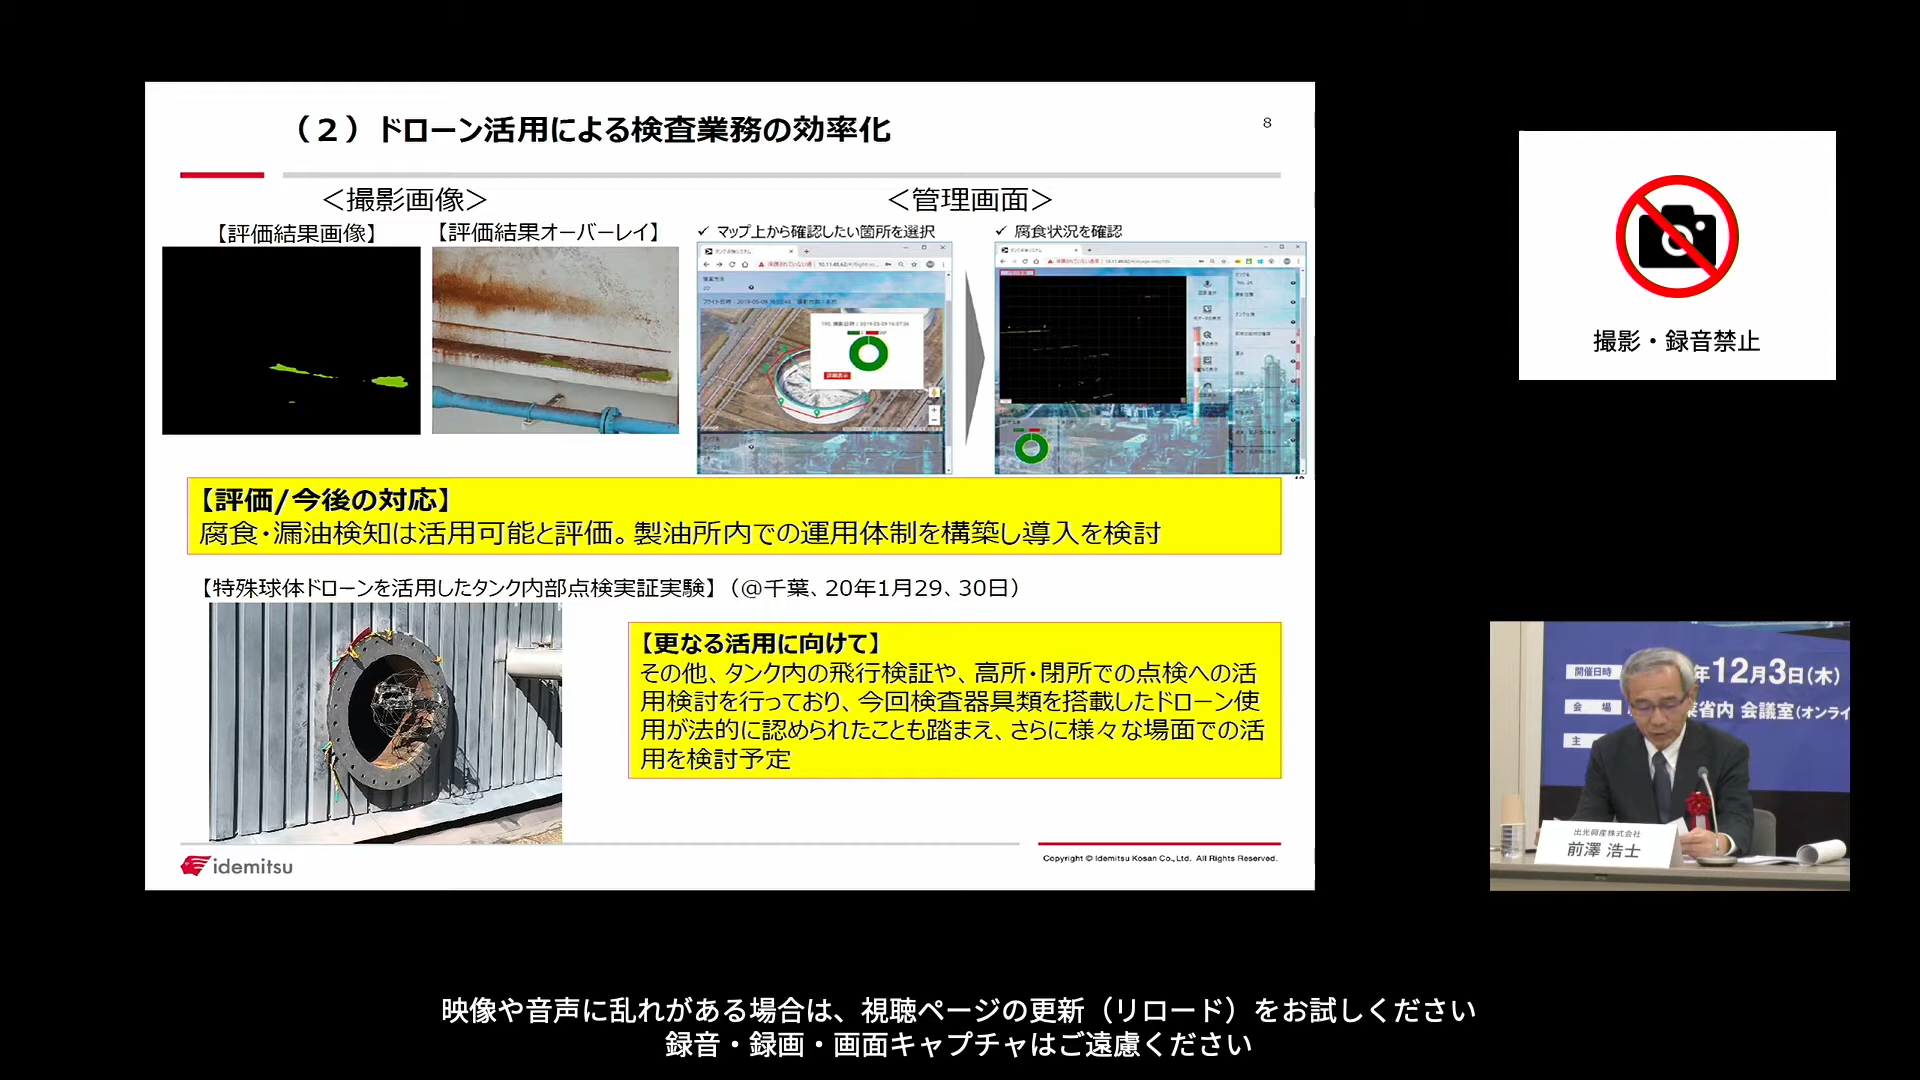 （２）ドローン活用による検査業務の効率化
8
＜撮影画像＞
＜管理画面＞
【評価結果画像】
【評価結果オーバーレイ】
✓ マップ上から確認したい箇所を選択
✓ 腐食状況を確認
【評価/今後の対応】
腐食・漏油検知は活用可能と評価。製油所内での運用体制を構築し導入を検討
【特殊球体ドローンを活用したタンク内部点検実証実験】（@千葉、20年1月29、30日）
【更なる活用に向けて】
その他、タンク内の飛行検証や、高所・閉所での点検への活
用検討を行っており、今回検査器具類を搭載したドローン使
用が法的に認められたことも踏まえ、さらに様々な場面での活
用を検討予定
idemitsu
Copyright © Idemitsu Kosan Co.,Ltd. All Rights Reserved.
撮影・録音禁止
開催日時
年12月3日(木)
会 場
省内 会議室(オンライ
主
出光興産株式会社
前澤 浩士
映像や音声に乱れがある場合は、視聴ページの更新（リロード）をお試しください
録音・録画・画面キャプチャはご遠慮ください